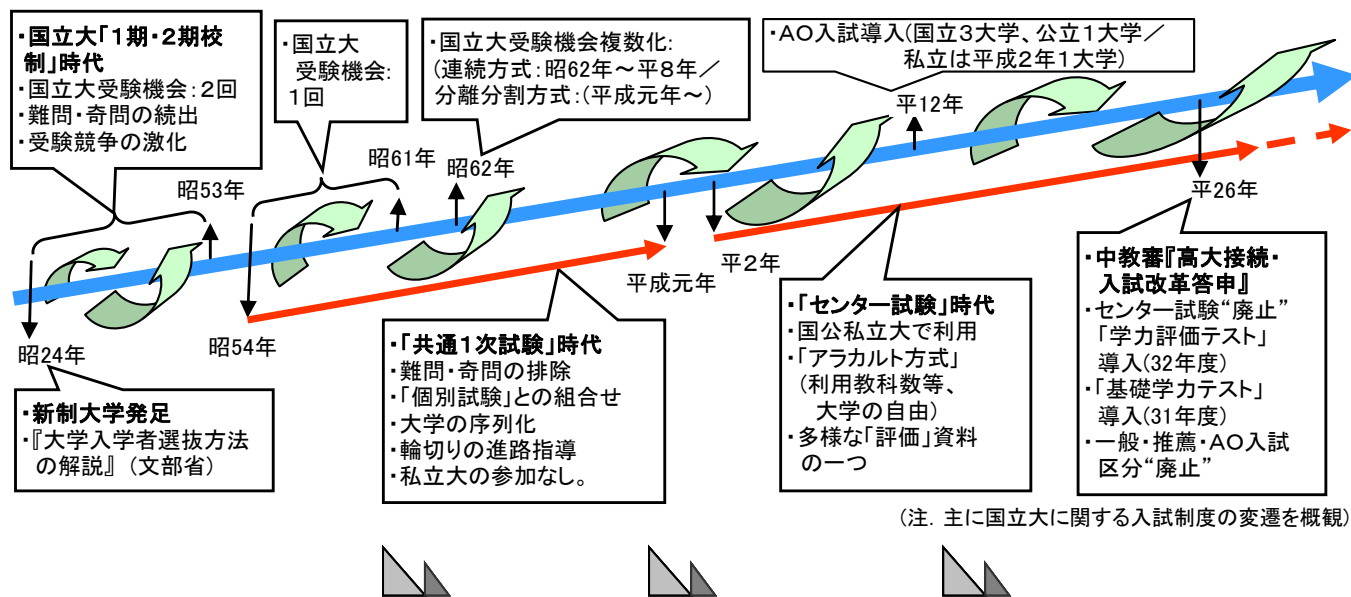 ・国立大「１期・２期校
制」時代
・国立大受験機会：２回
・難問・奇問の続出
・受験競争の激化
・国立大
受験機会：
１回
・国立大受験機会複数化：
（連続方式：昭62年～平８年／
分離分割方式：（平成元年～）
・ＡＯ入試導入（国立３大学、公立１大学／
私立は平成２年１大学）
平12年
昭61年
昭62年
昭53年
平26年
平２年
平成元年
昭54年
昭24年
・新制大学発足
・『大学入学者選抜方法
の解説』（文部省）
・「共通１次試験」時代
・難問・奇問の排除
・「個別試験」との組合せ
・大学の序列化
・輪切りの進路指導
・私立大の参加なし。
・「センター試験」時代
・国公私立大で利用
・「アラカルト方式」
（利用教科数等、
大学の自由）
・多様な「評価」資料
の一つ
・中教審『高大接続・
入試改革答申』
・センター試験“廃止”
「学力評価テスト」
導入(32年度)
・「基礎学力テスト」
導入(31年度)
・一般・推薦・ＡＯ入試
区分“廃止”
（注．主に国立大に関する入試制度の変遷を概観）